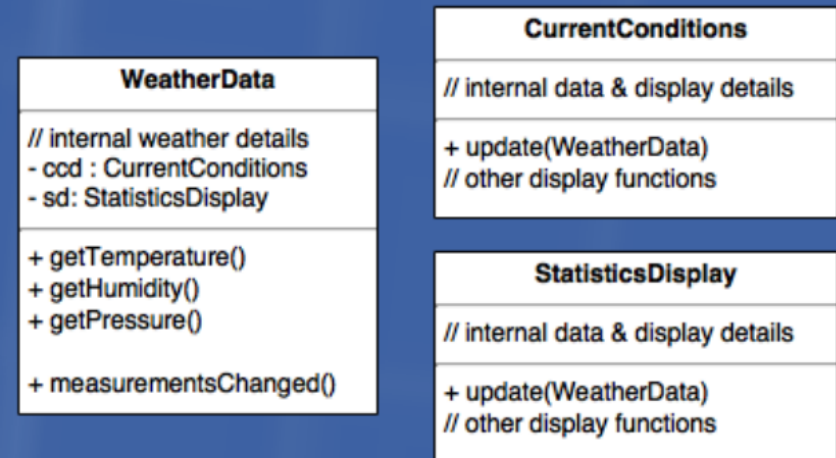 WeatherData
// internal weather details
- ccd : CurrentConditions
- sd: StatisticsDisplay
+ getTemperature()
+ getHumidity()
+ getPressure()
+ measurementsChanged()
CurrentConditions
// internal data & display details
+ update(WeatherData)
// other display functions
StatisticsDisplay
// internal data & display details
+ update(WeatherData)
// other display functions